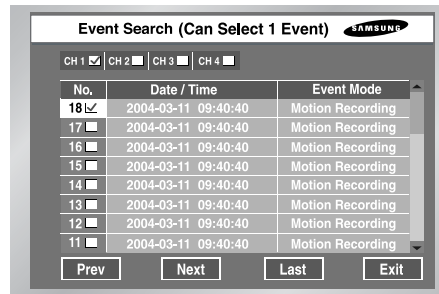 Event Search (Can Select 1 Event) SAMSUNG
CH 1 CH 2 CH 3 CH 4
No. Date / Time Event Mode
18 2004-03-11 09:40:40 Motion Recording
17 2004-03-11 09:40:40 Motion Recording
16 2004-03-11 09:40:40 Motion Recording
15 2004-03-11 09:40:40 Motion Recording
14 2004-03-11 09:40:40 Motion Recording
13 2004-03-11 09:40:40 Motion Recording
12 2004-03-11 09:40:40 Motion Recording
11 2004-03-11 09:40:40 Motion Recording
Prev Next Last Exit